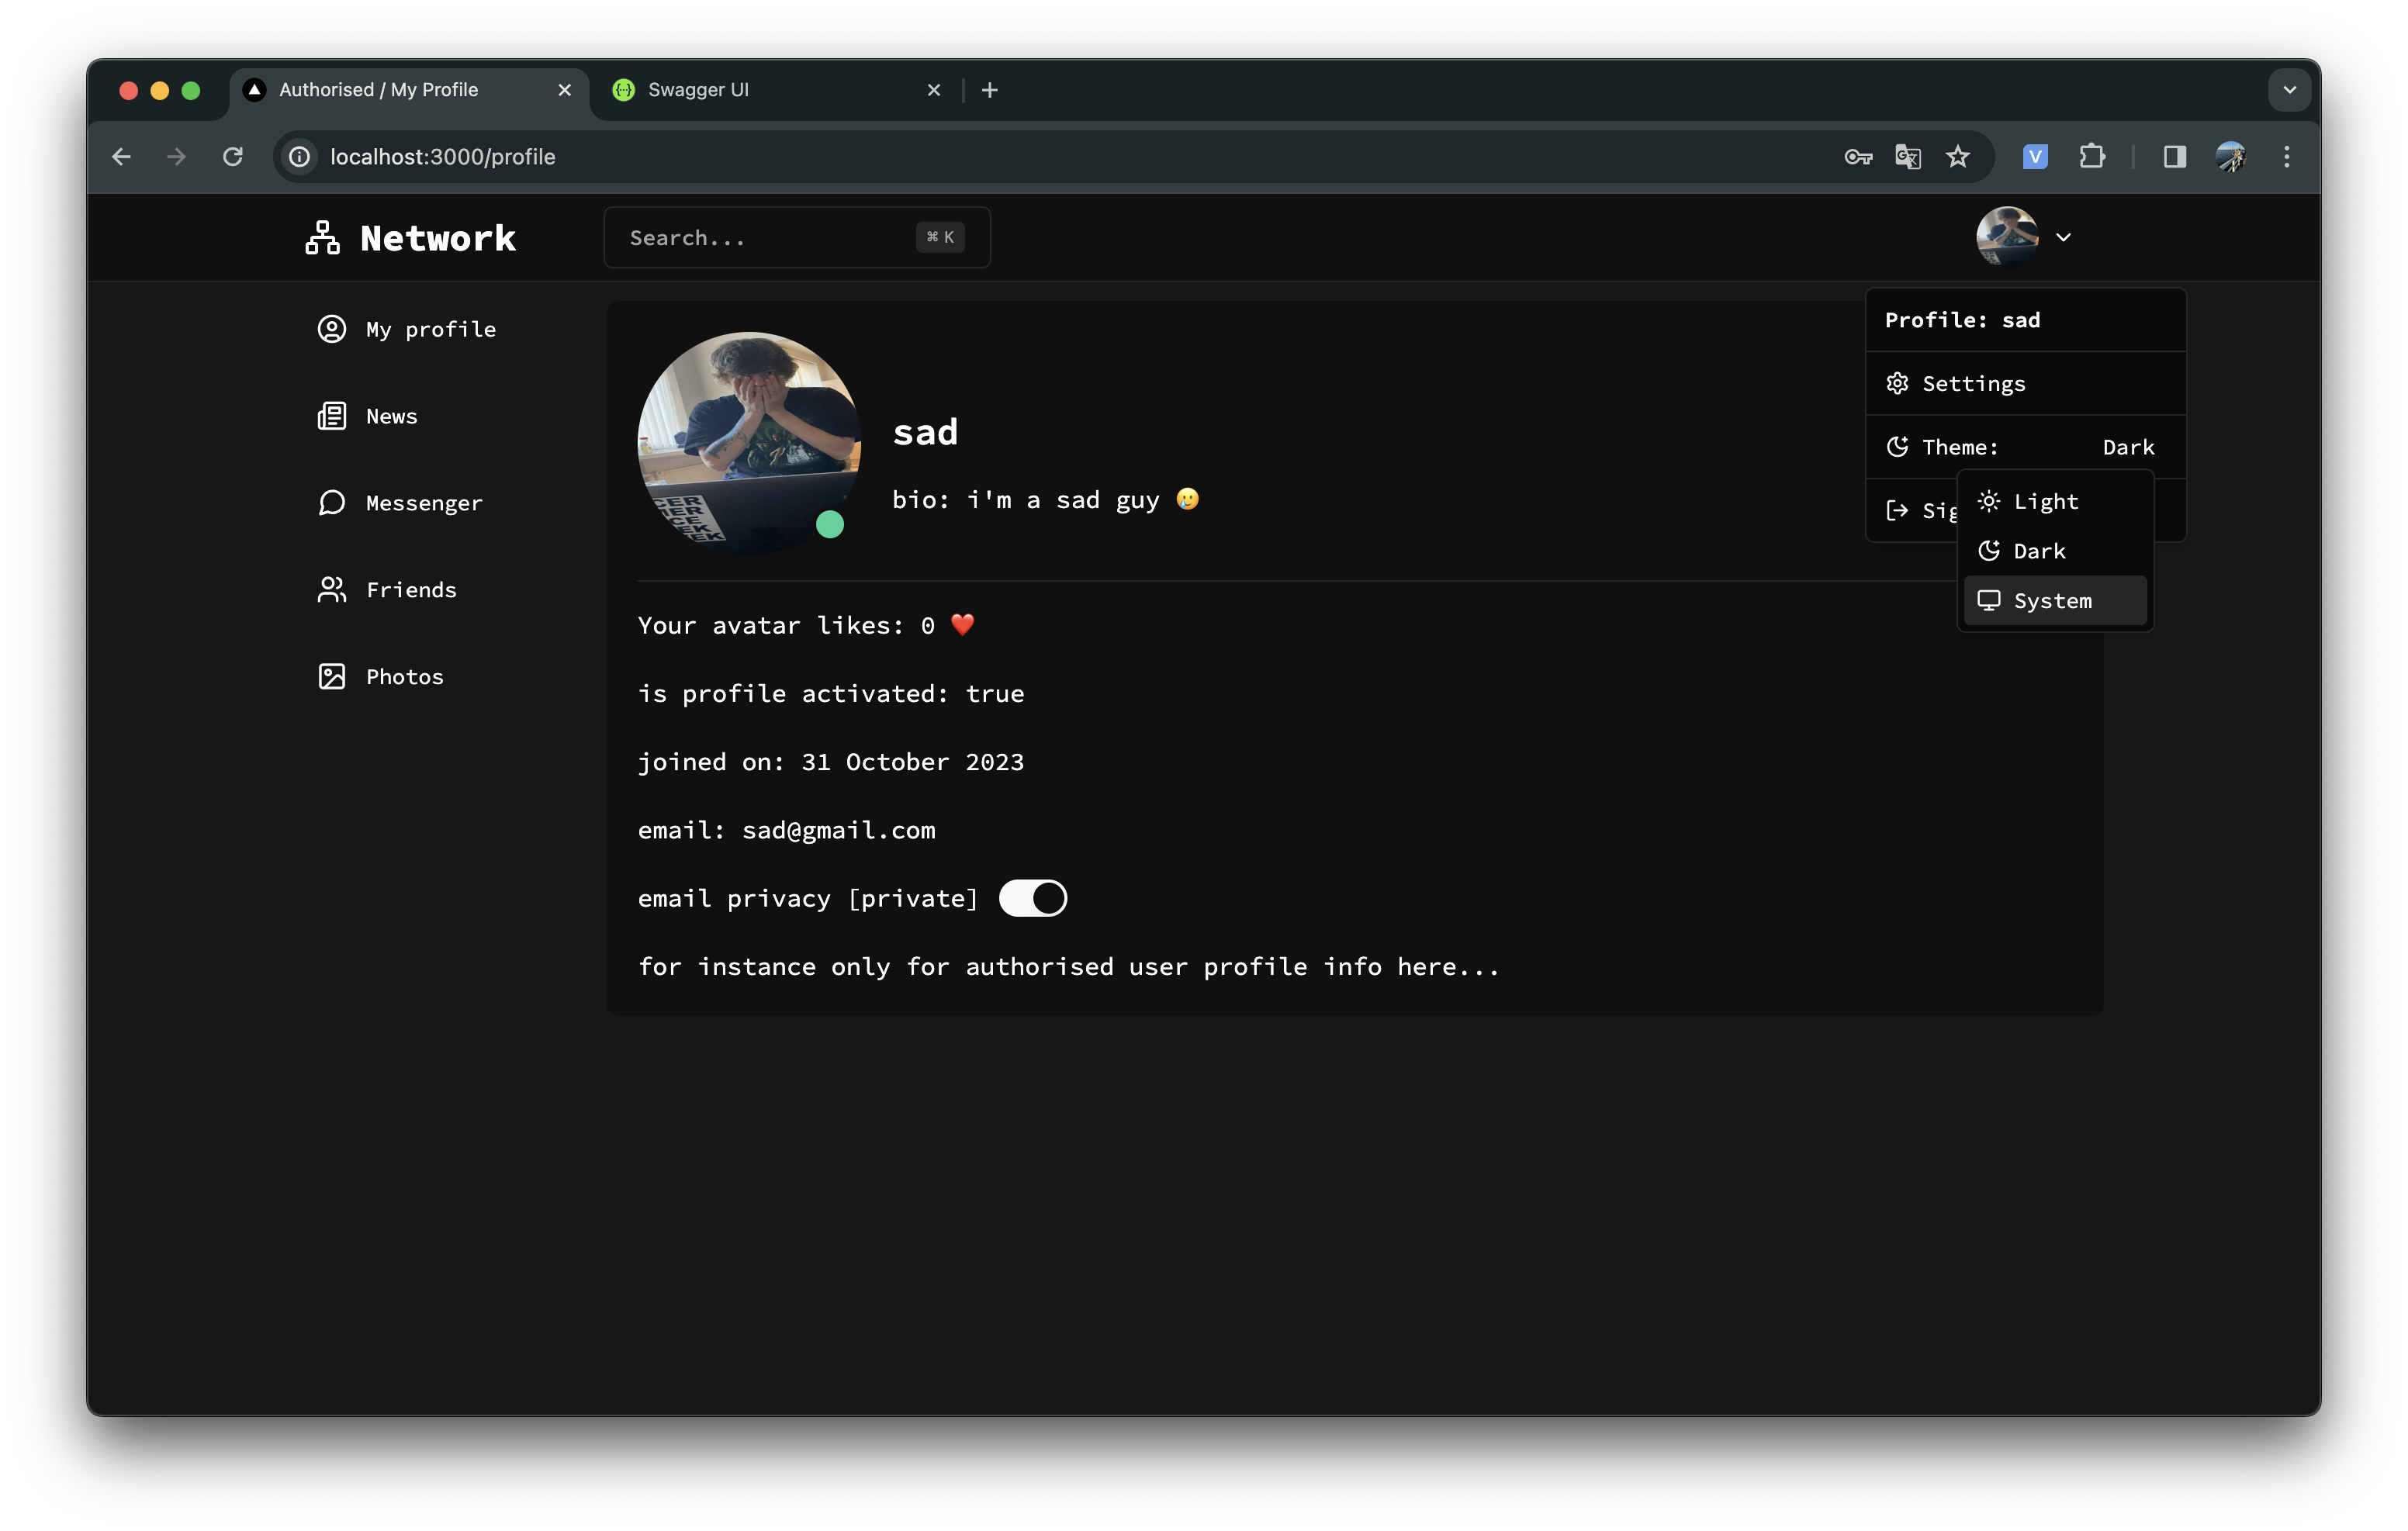 Authorised / My Profile
Swagger UI
localhost:3000/profile
V
Network
Search...
⌘ K
My profile
News
Messenger
Friends
Photos
sad
bio: i'm a sad guy 🥲
Your avatar likes: 0 ❤️
is profile activated: true
joined on: 31 October 2023
email: sad@gmail.com
email privacy [private]
for instance only for authorised user profile info here...
Profile: sad
Settings
Theme: Dark
Sig
Light
Dark
System